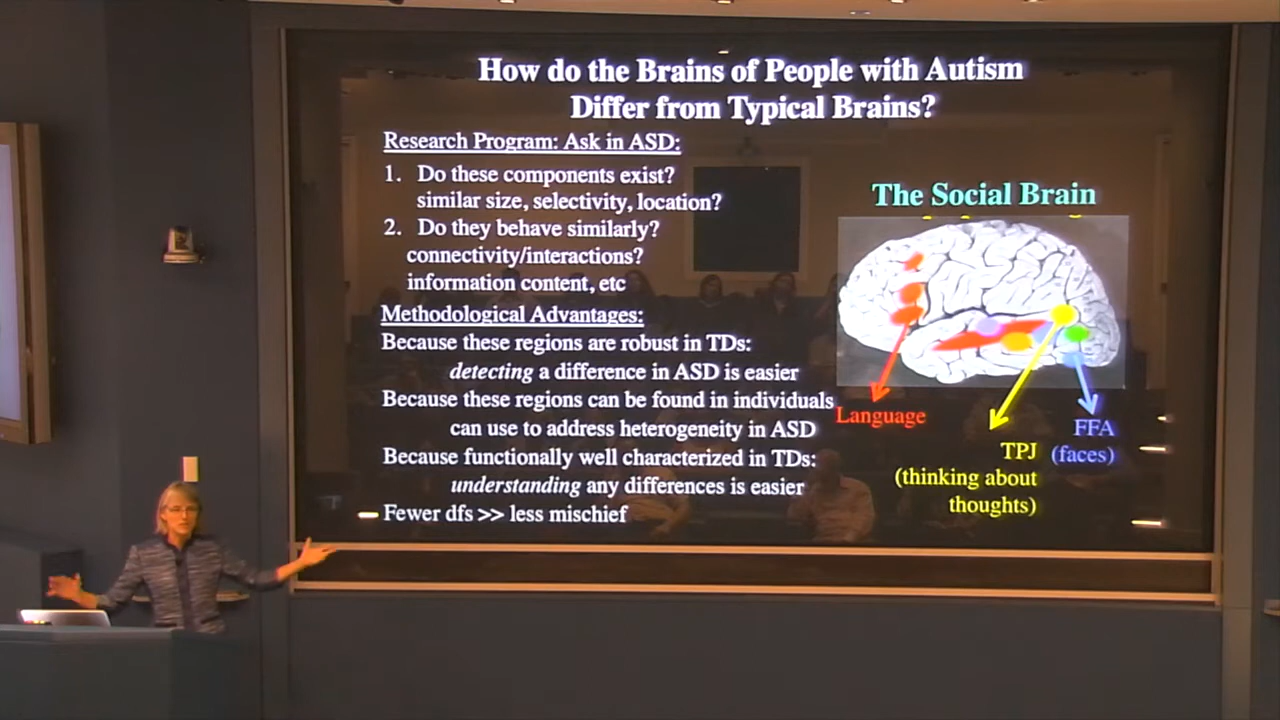 How do the Brains of People with Autism
Differ from Typical Brains?
Research Program: Ask in ASD:
1. Do these components exist?
similar size, selectivity, location?
2. Do they behave similarly?
connectivity/interactions?
information content, etc
Methodological Advantages:
Because these regions are robust in TDs:
detecting a difference in ASD is easier
Because these regions can be found in individuals
can use to address heterogeneity in ASD
Because functionally well characterized in TDs:
understanding any differences is easier
Fewer dfs >> less mischief
The Social Brain
Language
TPJ
(thinking about
thoughts)
FFA
(faces)